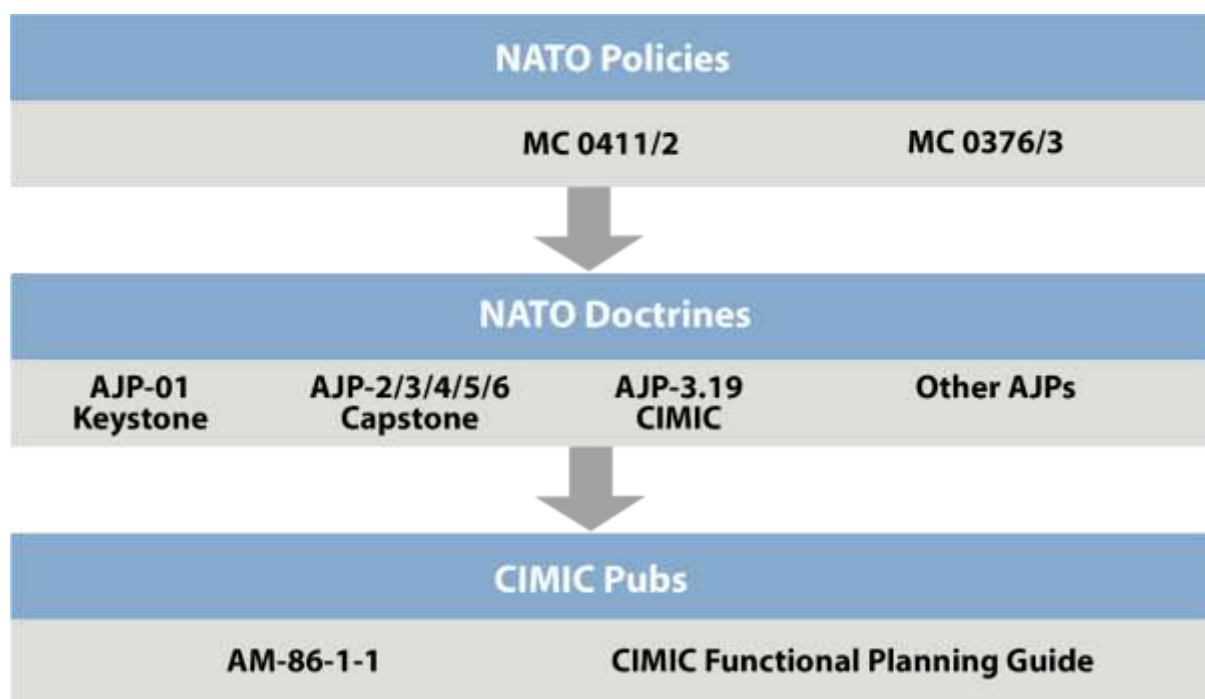 NATO Policies
MC 0411/2 MC 0376/3
NATO Doctrines
AJP-01 AJP-2/3/4/5/6 AJP-3.19 Other AJPs
Keystone Capstone CIMIC
CIMIC Pubs
AM-86-1-1 CIMIC Functional Planning Guide